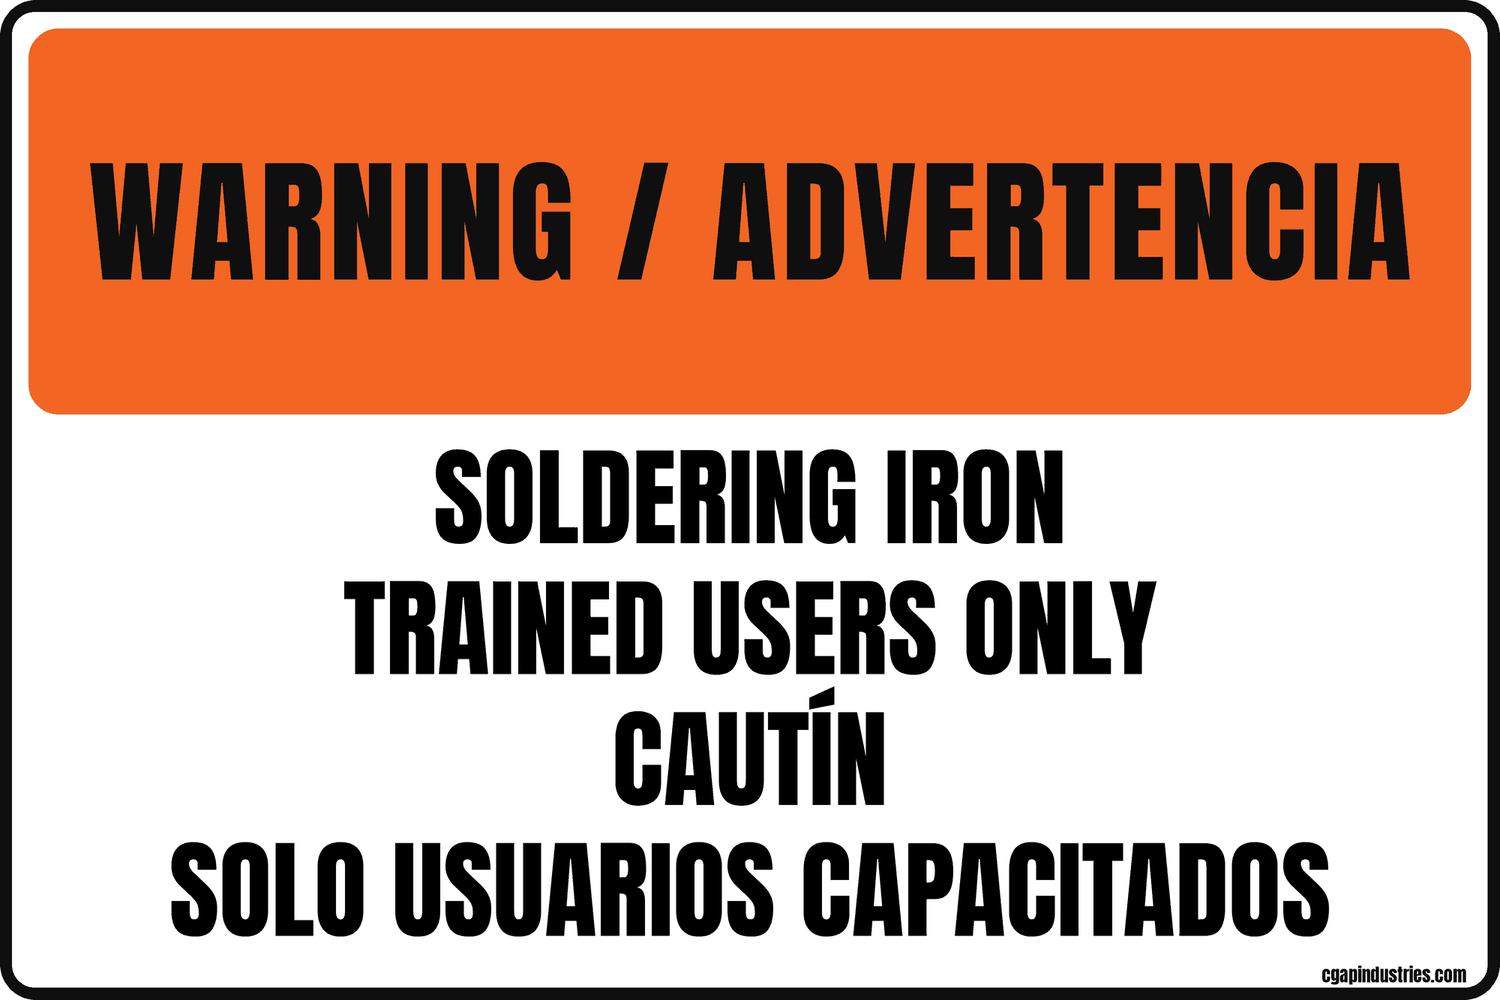 WARNING / ADVERTENCIA
SOLDERING IRON
TRAINED USERS ONLY
CAUTÍN
SOLO USUARIOS CAPACITADOS
cgapindustries.com